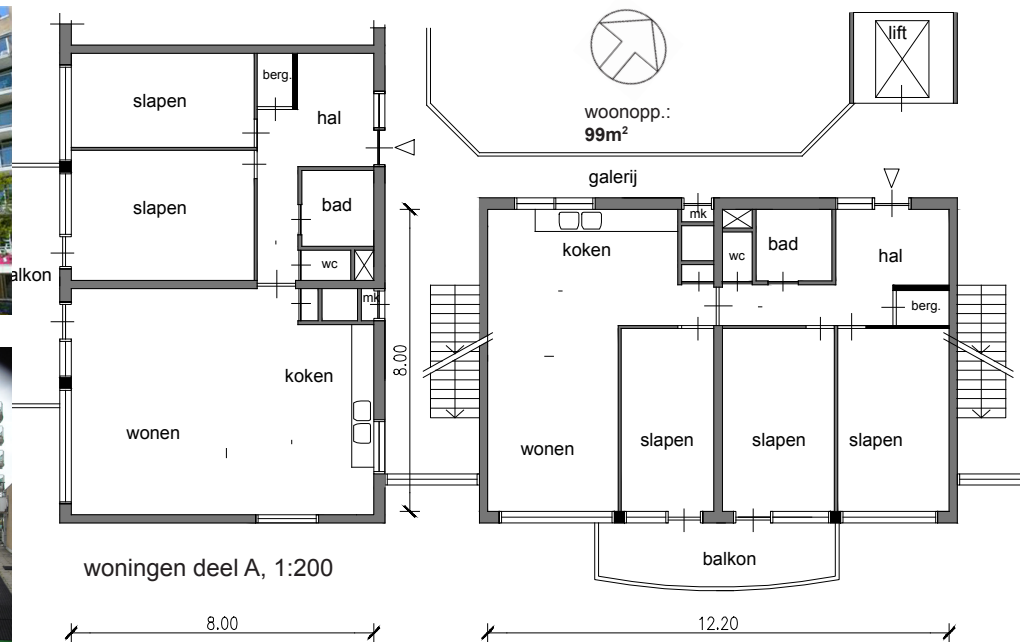 slapen
berg.
hal
slapen
bad
wc
alkon
mk
koken
wonen
woningen deel A, 1:200
8.00
8.00
lift
woonopp.:
99m²
galerij
mk
koken
wc
bad
hal
berg.
wonen
slapen
slapen
slapen
balkon
12.20